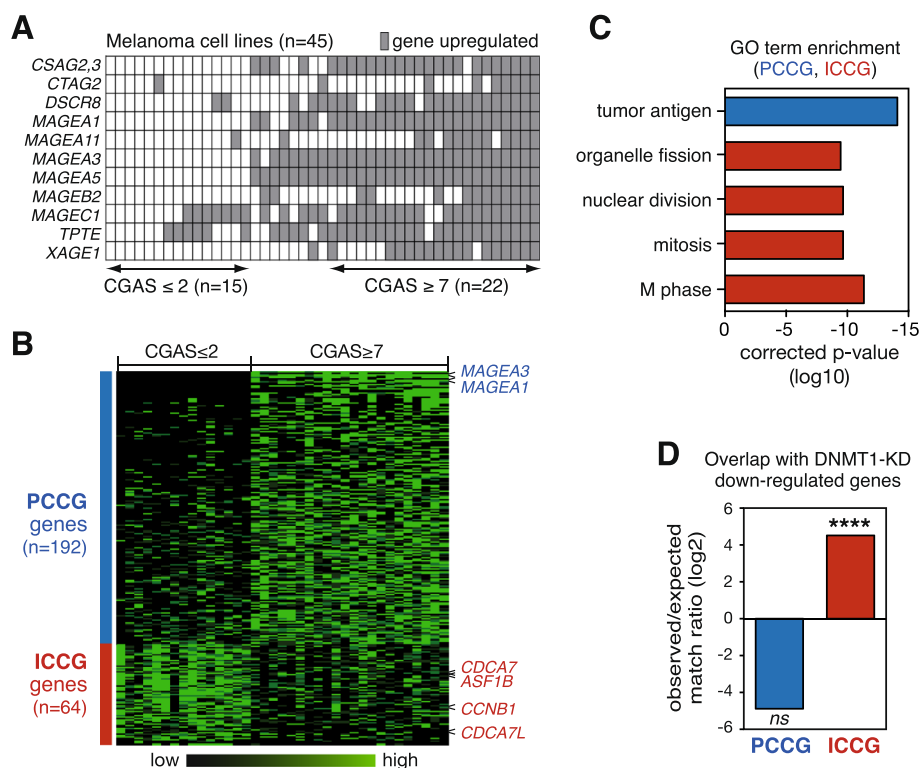 A
Melanoma cell lines (n=45)
gene upregulated
CSAG2,3
CTAG2
DSCR8
MAGEA1
MAGEA11
MAGEA3
MAGEA5
MAGEB2
MAGEC1
TPTE
XAGE1
CGAS ≤ 2 (n=15)
CGAS ≥ 7 (n=22)
B
CGAS≤2
CGAS≥7
MAGEA3
MAGEA1
PCCG
genes
(n=192)
ICCG
genes
(n=64)
CDCA7
ASF1B
CCNB1
CDCA7L
low
high
C
GO term enrichment
(PCCG, ICCG)
tumor antigen
organelle fission
nuclear division
mitosis
M phase
0
-5
-10
-15
corrected p-value
(log10)
D
Overlap with DNMT1-KD
down-regulated genes
observed/expected
match ratio (log2)
6
4
2
0
-2
-4
-6
****
ns
PCCG
ICCG